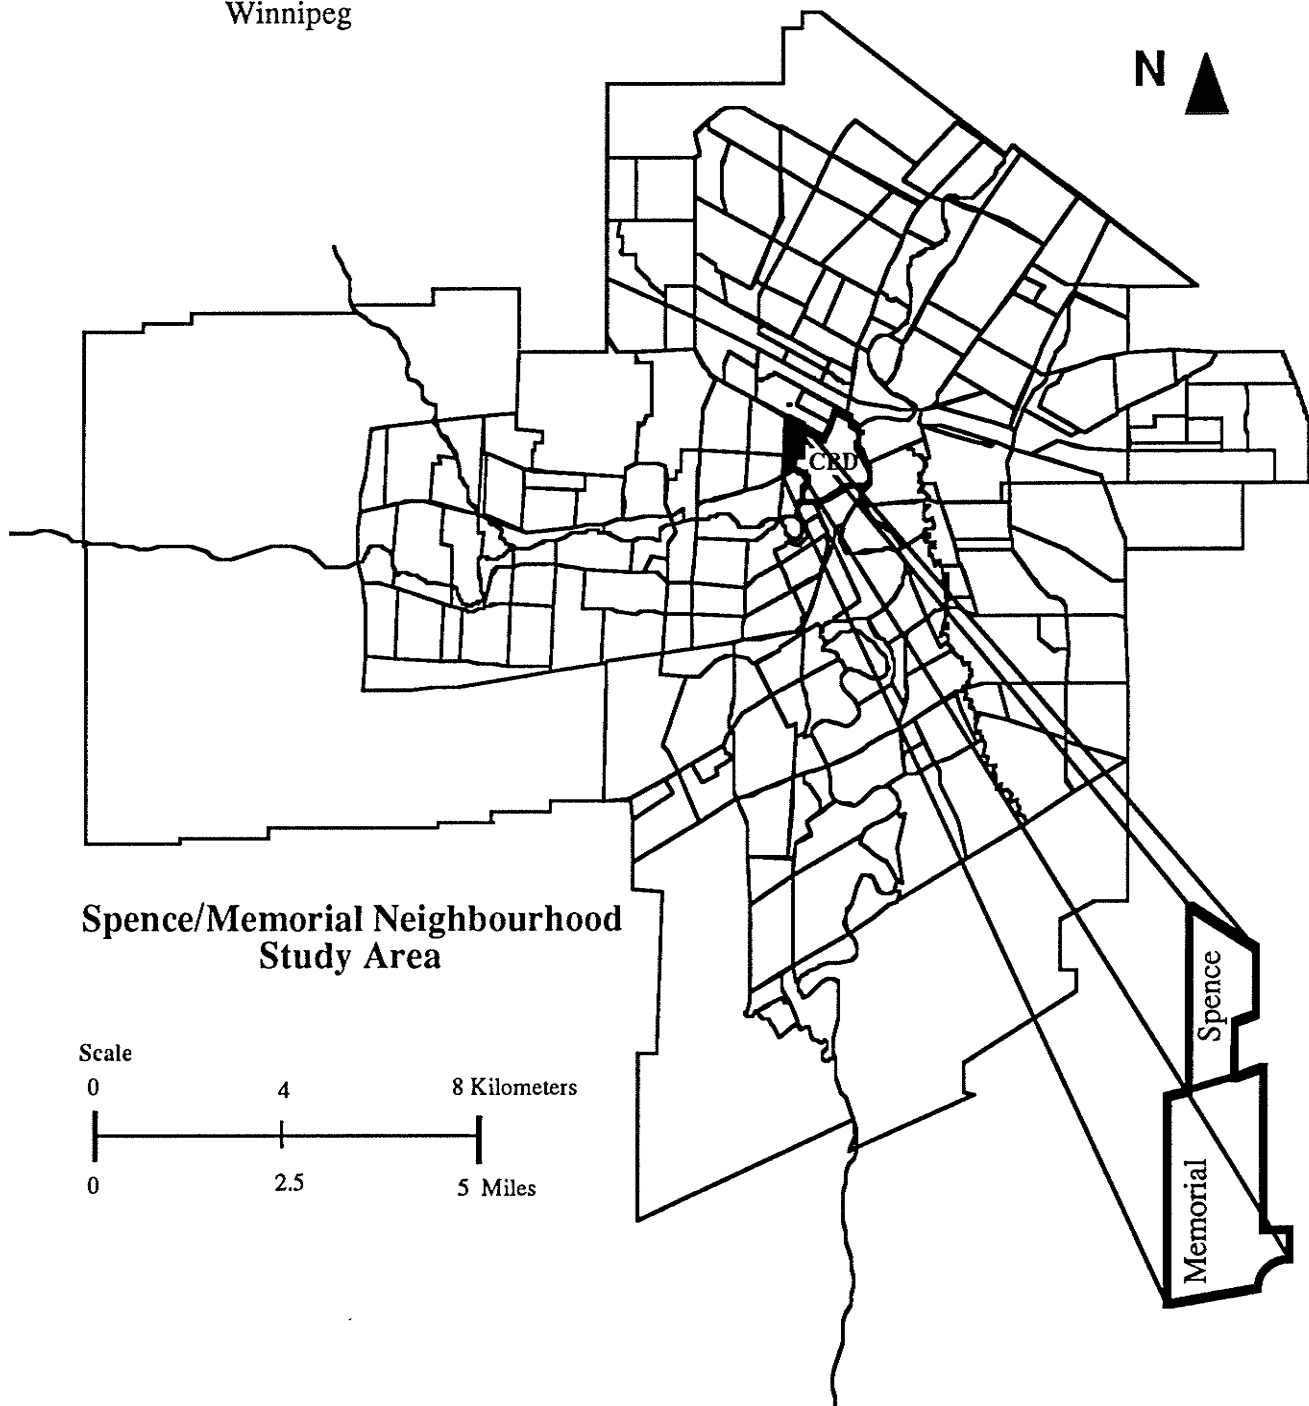 Winnipeg
N
CBD
Spence/Memorial Neighbourhood
Study Area
Spence
Scale
0 4 8 Kilometers
0 2.5 5 Miles
Memorial